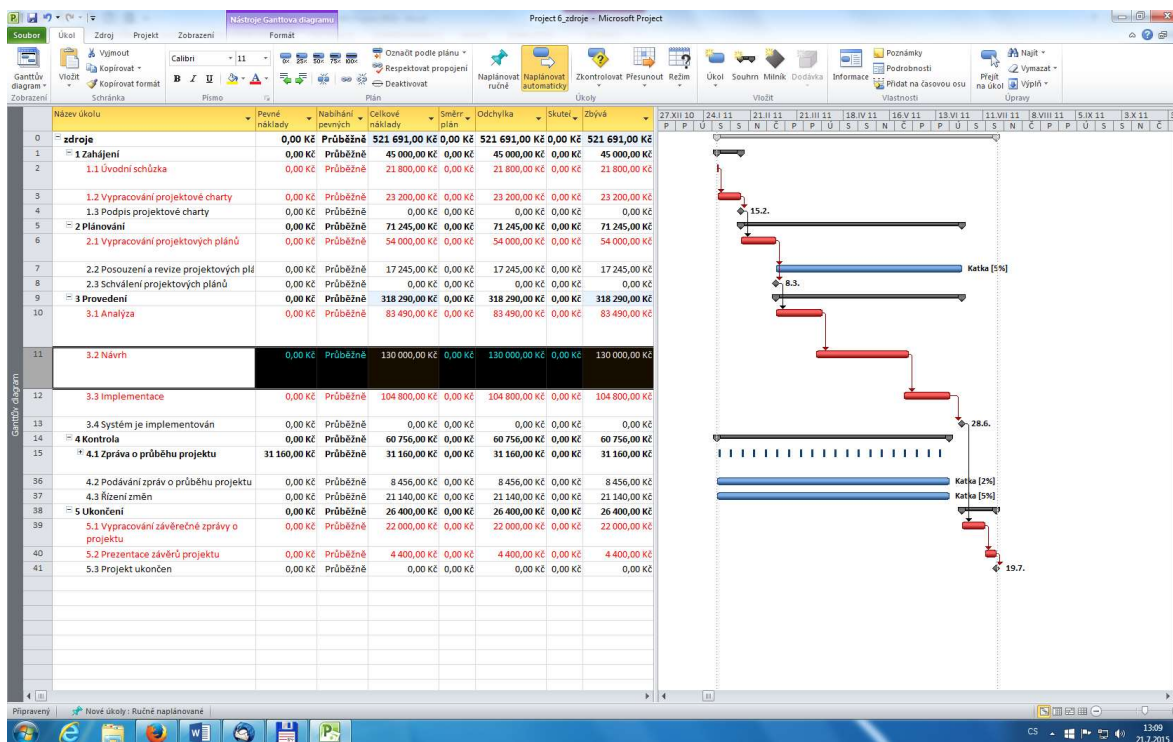 Nástroje Ganttova diagramu
Project 6_zdroje - Microsoft Project
Soubor Úkol Zdroj Projekt Zobrazení Formát
Ganttův diagram
Zobrazení
Vložit
Vyjmout
Kopírovat
Kopírovat formát
Schránka
Calibri 11
B I U
Písmo
0% 25% 50% 75% 100%
Označit podle plánu
Respektovat propojení
Deaktivovat
Plán
Naplánovat ručně
Naplánovat automaticky
Zkontrolovat
Přesunout
Režim
Úkoly
Úkol Souhrn Milník Dodávka
Vložit
Informace
Poznámky
Podrobnosti
Přidat na časovou osu
Vlastnosti
Přejít na úkol
Najít
Vymazat
Výplň
Úpravy
Název úkolu Pevné náklady Nabíhání pevných Celkové náklady Směrr plán Odchylka Skuteč Zbývá
27.XII 10 24.I 11 21.II 11 21.III 11 18.IV 11 16.V 11 13.VI 11 11.VII 11 8.VIII 11 5.IX 11 3.X 11
P P Ú S S N Č P P Ú S S N Č P P Ú S S N Č P P Ú S S N Č
0 zdroje 0,00 Kč Průběžně 521 691,00 Kč 0,00 Kč 521 691,00 Kč 0,00 Kč 521 691,00 Kč
1 1 Zahájení 0,00 Kč Průběžně 45 000,00 Kč 0,00 Kč 45 000,00 Kč 0,00 Kč 45 000,00 Kč
2 1.1 Úvodní schůzka 0,00 Kč Průběžně 21 800,00 Kč 0,00 Kč 21 800,00 Kč 0,00 Kč 21 800,00 Kč
3 1.2 Vypracování projektové charty 0,00 Kč Průběžně 23 200,00 Kč 0,00 Kč 23 200,00 Kč 0,00 Kč 23 200,00 Kč
4 1.3 Podpis projektové charty 0,00 Kč Průběžně 0,00 Kč 0,00 Kč 0,00 Kč 0,00 Kč 0,00 Kč 15.2.
5 2 Plánování 0,00 Kč Průběžně 71 245,00 Kč 0,00 Kč 71 245,00 Kč 0,00 Kč 71 245,00 Kč
6 2.1 Vypracování projektových plánů 0,00 Kč Průběžně 54 000,00 Kč 0,00 Kč 54 000,00 Kč 0,00 Kč 54 000,00 Kč
7 2.2 Posouzení a revize projektových plá 0,00 Kč Průběžně 17 245,00 Kč 0,00 Kč 17 245,00 Kč 0,00 Kč 17 245,00 Kč Katka [5%]
8 2.3 Schválení projektových plánů 0,00 Kč Průběžně 0,00 Kč 0,00 Kč 0,00 Kč 0,00 Kč 0,00 Kč 8.3.
9 3 Provedení 0,00 Kč Průběžně 318 290,00 Kč 0,00 Kč 318 290,00 Kč 0,00 Kč 318 290,00 Kč
10 3.1 Analýza 0,00 Kč Průběžně 83 490,00 Kč 0,00 Kč 83 490,00 Kč 0,00 Kč 83 490,00 Kč
11 3.2 Návrh 0,00 Kč Průběžně 130 000,00 Kč 0,00 Kč 130 000,00 Kč 0,00 Kč 130 000,00 Kč
12 3.3 Implementace 0,00 Kč Průběžně 104 800,00 Kč 0,00 Kč 104 800,00 Kč 0,00 Kč 104 800,00 Kč
13 3.4 Systém je implementován 0,00 Kč Průběžně 0,00 Kč 0,00 Kč 0,00 Kč 0,00 Kč 0,00 Kč 28.6.
14 4 Kontrola 0,00 Kč Průběžně 60 756,00 Kč 0,00 Kč 60 756,00 Kč 0,00 Kč 60 756,00 Kč
15 4.1 Zpráva o průběhu projektu 31 160,00 Kč Průběžně 31 160,00 Kč 0,00 Kč 31 160,00 Kč 0,00 Kč 31 160,00 Kč
36 4.2 Podávání zpráv o průběhu projektu 0,00 Kč Průběžně 8 456,00 Kč 0,00 Kč 8 456,00 Kč 0,00 Kč 8 456,00 Kč Katka [2%]
37 4.3 Řízení změn 0,00 Kč Průběžně 21 140,00 Kč 0,00 Kč 21 140,00 Kč 0,00 Kč 21 140,00 Kč Katka [5%]
38 5 Ukončení 0,00 Kč Průběžně 26 400,00 Kč 0,00 Kč 26 400,00 Kč 0,00 Kč 26 400,00 Kč
39 5.1 Vypracování závěrečné zprávy o projektu 0,00 Kč Průběžně 22 000,00 Kč 0,00 Kč 22 000,00 Kč 0,00 Kč 22 000,00 Kč
40 5.2 Prezentace závěrů projektu 0,00 Kč Průběžně 4 400,00 Kč 0,00 Kč 4 400,00 Kč 0,00 Kč 4 400,00 Kč
41 5.3 Projekt ukončen 0,00 Kč Průběžně 0,00 Kč 0,00 Kč 0,00 Kč 0,00 Kč 0,00 Kč 19.7.
Ganttův diagram
Připravený Nové úkoly : Ručně naplánované
CS 13:09
21.7.2015